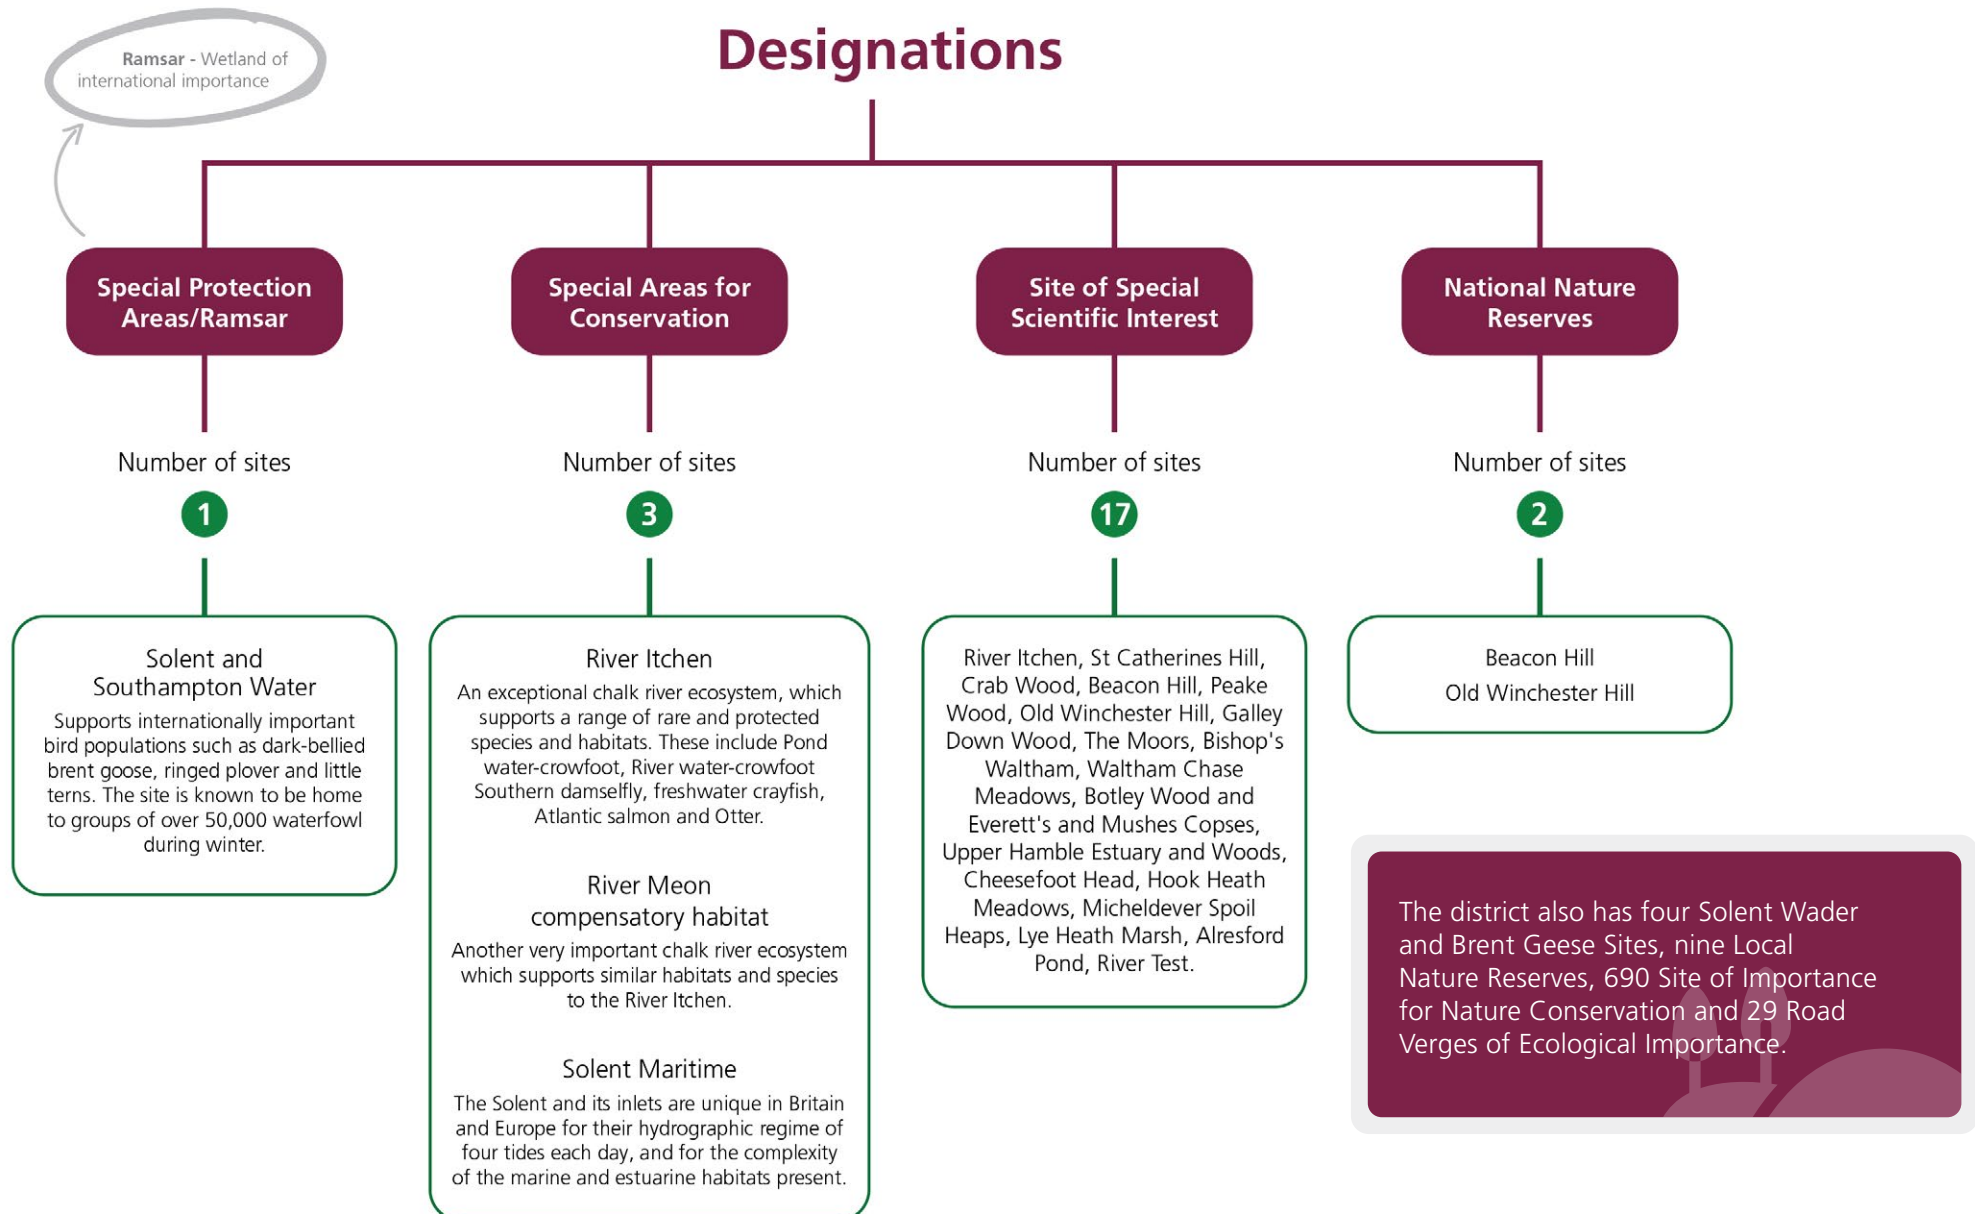 Ramsar - Wetland of
international importance
Designations
Special Protection
Areas/Ramsar
Number of sites
1
Solent and
Southampton Water
Supports internationally important
bird populations such as dark-bellied
brent goose, ringed plover and little
terns. The site is known to be home
to groups of over 50,000 waterfowl
during winter.
Special Areas for
Conservation
Number of sites
3
River Itchen
An exceptional chalk river ecosystem, which
supports a range of rare and protected
species and habitats. These include Pond
water-crowfoot, River water-crowfoot
Southern damselfly, freshwater crayfish,
Atlantic salmon and Otter.
River Meon
compensatory habitat
Another very important chalk river ecosystem
which supports similar habitats and species
to the River Itchen.
Solent Maritime
The Solent and its inlets are unique in Britain
and Europe for their hydrographic regime of
four tides each day, and for the complexity
of the marine and estuarine habitats present.
Site of Special
Scientific Interest
Number of sites
17
River Itchen, St Catherines Hill,
Crab Wood, Beacon Hill, Peake
Wood, Old Winchester Hill, Galley
Down Wood, The Moors, Bishop's
Waltham, Waltham Chase
Meadows, Botley Wood and
Everett's and Mushes Copses,
Upper Hamble Estuary and Woods,
Cheesefoot Head, Hook Heath
Meadows, Micheldever Spoil
Heaps, Lye Heath Marsh, Alresford
Pond, River Test.
National Nature
Reserves
Number of sites
2
Beacon Hill
Old Winchester Hill
The district also has four Solent Wader
and Brent Geese Sites, nine Local
Nature Reserves, 690 Site of Importance
for Nature Conservation and 29 Road
Verges of Ecological Importance.